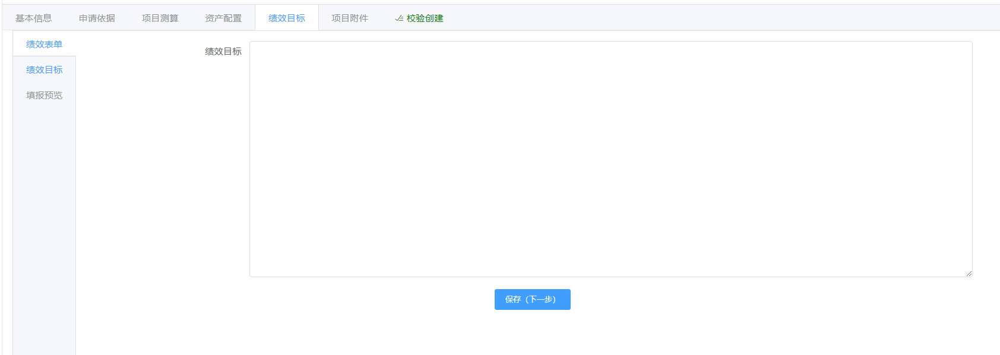 基本信息 申请依据 项目测算 资产配置 绩效目标 项目附件 校验创建
绩效表单
绩效目标
填报预览
绩效目标
保存（下一步）